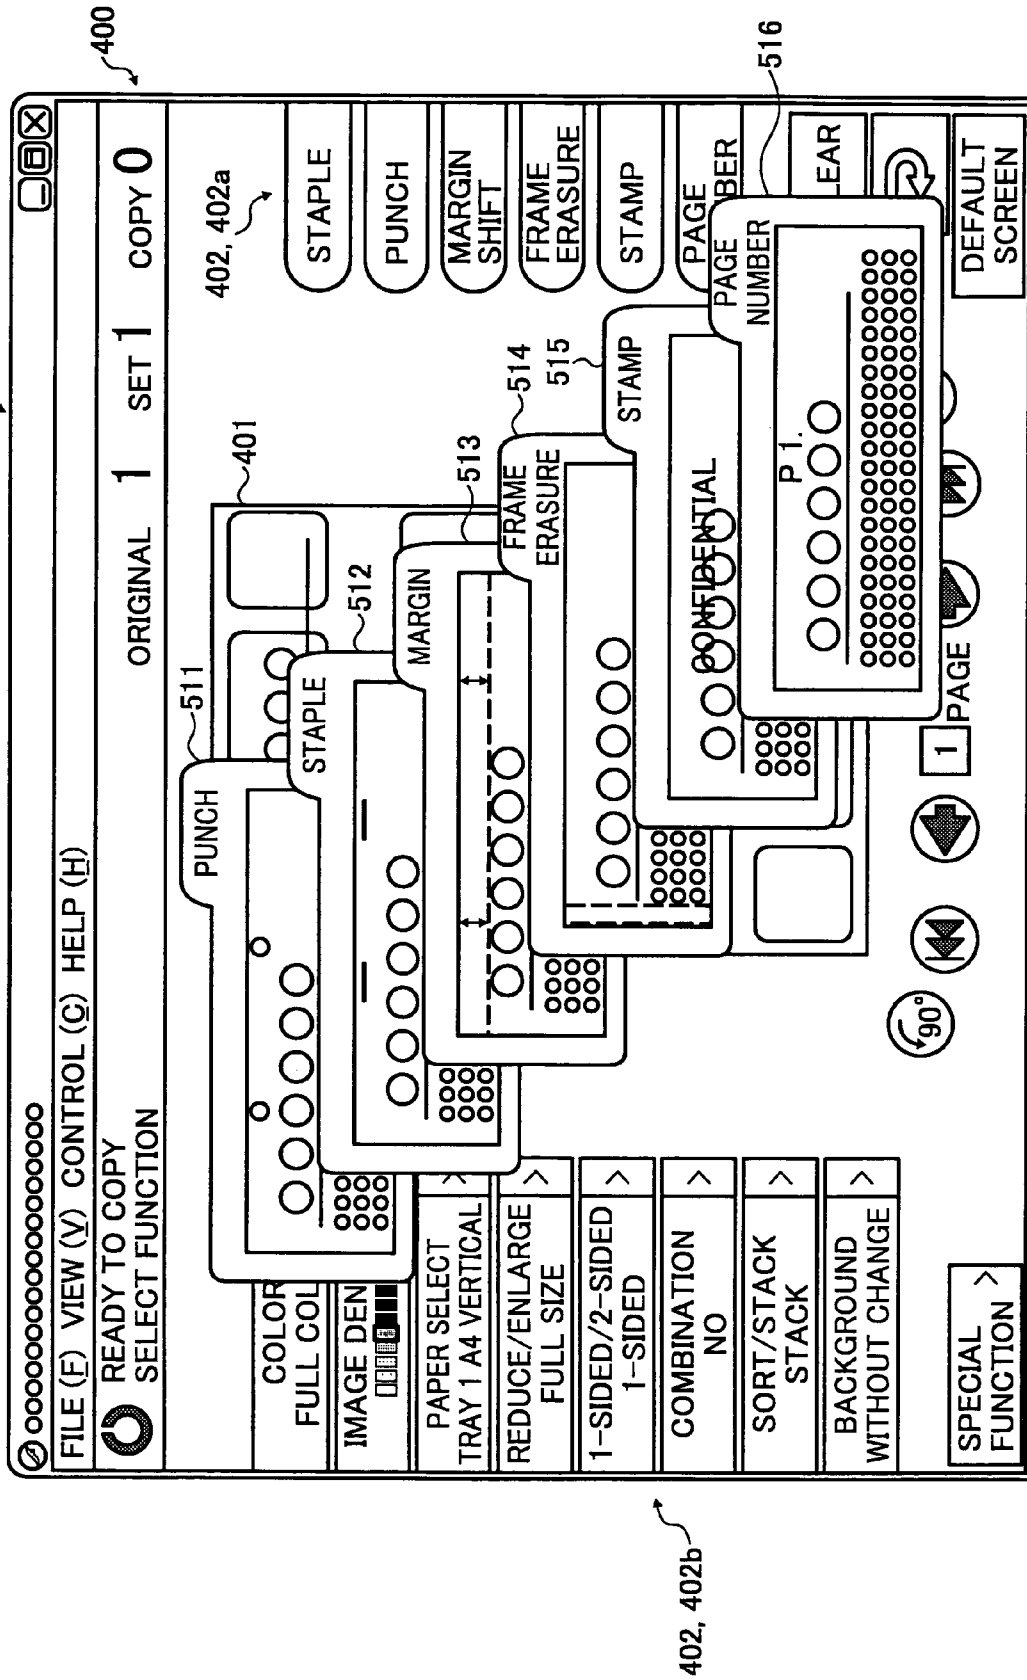 400
○○○○○○○○○○○○○○○○
FILE (F) VIEW (V) CONTROL (C) HELP (H)
READY TO COPY
SELECT FUNCTION
ORIGINAL 1 SET 1 COPY 0
402, 402a
401
COLOR
FULL COL
IMAGE DEN
PAPER SELECT
TRAY 1 A4 VERTICAL
REDUCE/ENLARGE
FULL SIZE
1-SIDED/2-SIDED
1-SIDED
COMBINATION
NO
SORT/STACK
STACK
BACKGROUND
WITHOUT CHANGE
SPECIAL
FUNCTION
402, 402b
PUNCH
511
STAPLE
512
MARGIN
513
FRAME
ERASURE
514
STAMP
515
CONFIDENTIAL
PAGE
NUMBER
516
P 1.
STAPLE
PUNCH
MARGIN
SHIFT
FRAME
ERASURE
STAMP
PAGE
BER
LEAR
DEFAULT
SCREEN
90°
1 PAGE